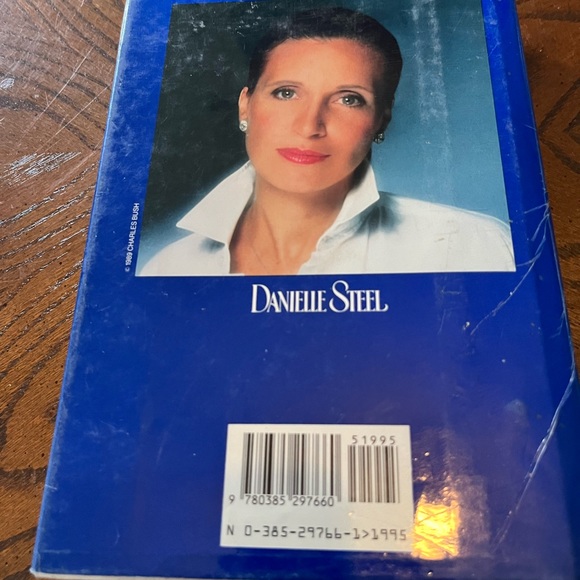 © 1989 CHARLES BUSH
DANIELLE STEEL
51995
9 780385 297660
N 0-385-29766-1>1995